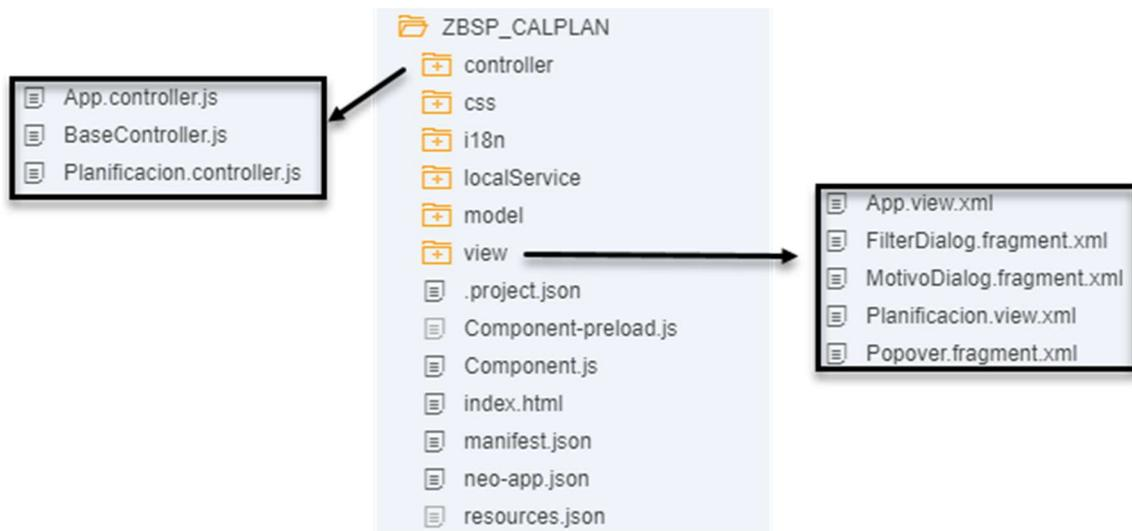 ZBSP_CALPLAN
controller
css
i18n
localService
model
view
.project.json
Component-preload.js
Component.js
index.html
manifest.json
neo-app.json
resources.json
App.controller.js
BaseController.js
Planificacion.controller.js
App.view.xml
FilterDialog.fragment.xml
MotivoDialog.fragment.xml
Planificacion.view.xml
Popover.fragment.xml